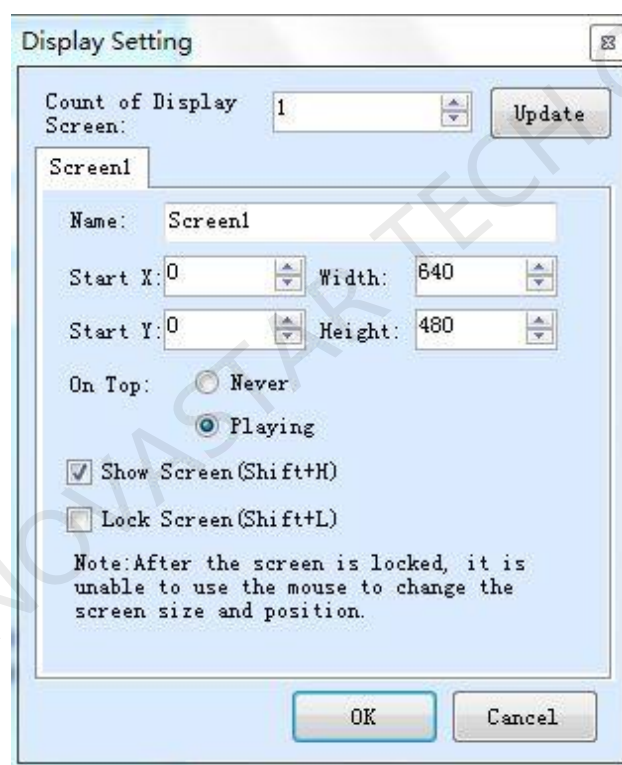 Display Setting
Count of Display
Screen:
1
Update
Screen1
Name: Screen1
Start X: 0 Width: 640
Start Y: 0 Height: 480
On Top: Never
Playing
Show Screen(Shift+H)
Lock Screen(Shift+L)
Note:After the screen is locked, it is
unable to use the mouse to change the
screen size and position.
OK Cancel
NOVASTAR TECH